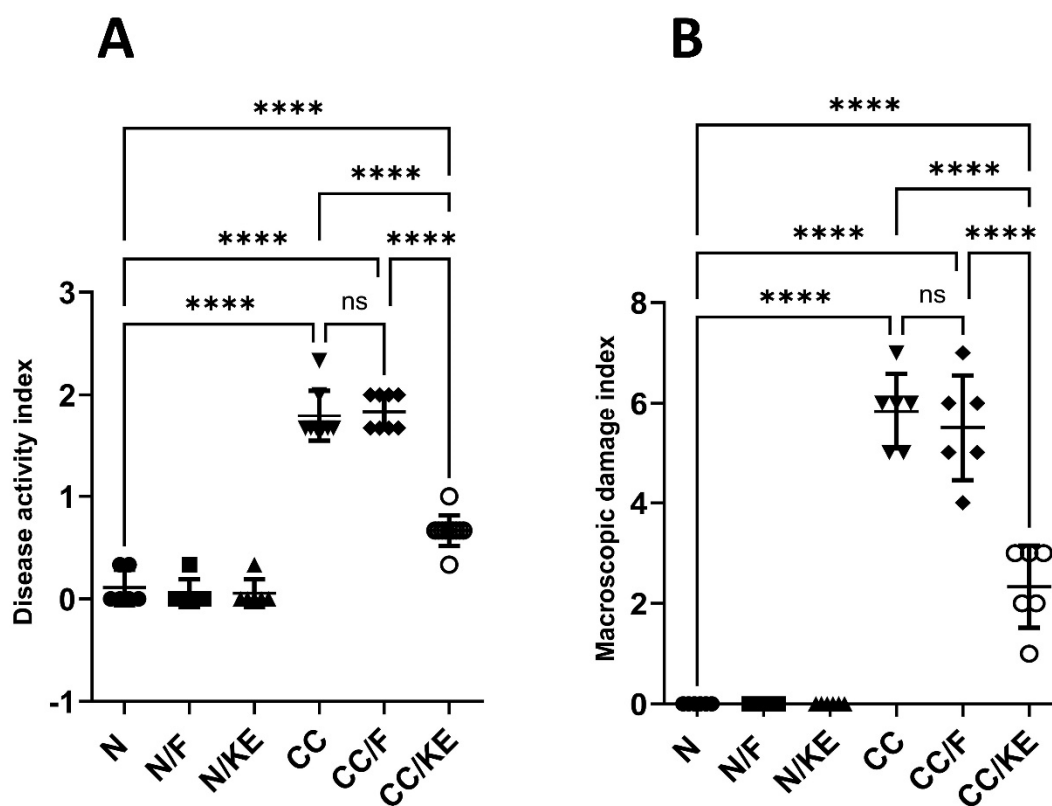 A
****
****
****
****
****
ns
Disease activity index
3
2
1
0
-1
N
N/F
N/KE
CC
CC/F
CC/KE
B
****
****
****
****
****
ns
Macroscopic damage index
8
6
4
2
0
N
N/F
N/KE
CC
CC/F
CC/KE